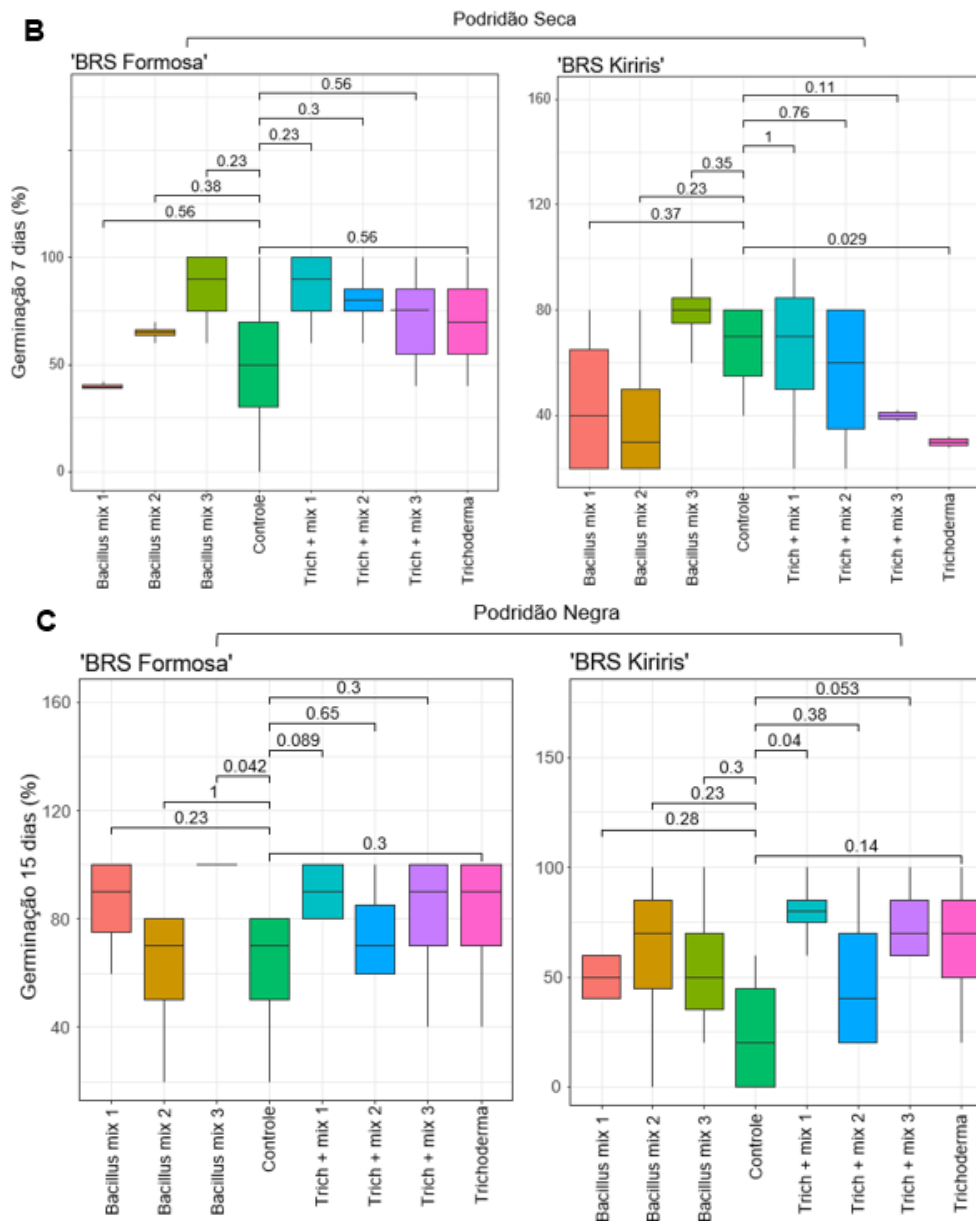 B
Podridão Seca
'BRS Formosa'
'BRS Kiriris'
Germinação 7 dias (%)
0.56
0.3
0.23
0.23
0.38
0.56
0.56
100
50
0
Bacillus mix 1
Bacillus mix 2
Bacillus mix 3
Controle
Trich + mix 1
Trich + mix 2
Trich + mix 3
Trichoderma
160
120
80
40
0.11
0.76
1
0.35
0.23
0.37
0.029
Bacillus mix 1
Bacillus mix 2
Bacillus mix 3
Controle
Trich + mix 1
Trich + mix 2
Trich + mix 3
Trichoderma
C
Podridão Negra
'BRS Formosa'
'BRS Kiriris'
Germinação 15 dias (%)
160
120
80
40
0.3
0.65
0.089
0.042
1
0.23
0.3
Bacillus mix 1
Bacillus mix 2
Bacillus mix 3
Controle
Trich + mix 1
Trich + mix 2
Trich + mix 3
Trichoderma
150
100
50
0
0.053
0.38
0.04
0.3
0.23
0.28
0.14
Bacillus mix 1
Bacillus mix 2
Bacillus mix 3
Controle
Trich + mix 1
Trich + mix 2
Trich + mix 3
Trichoderma